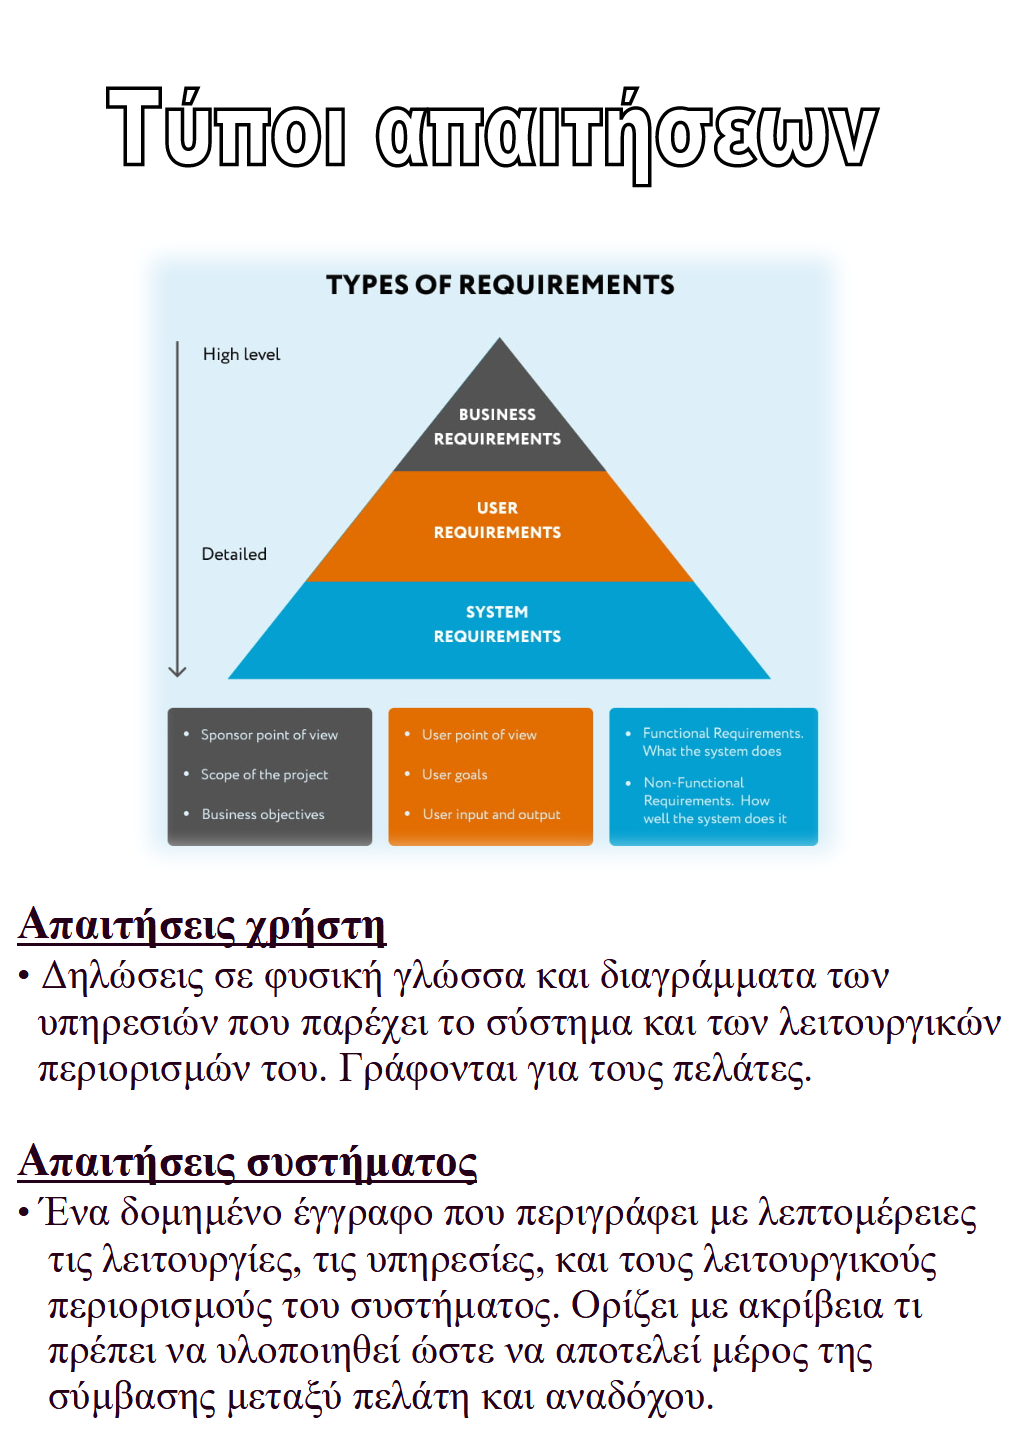 Τύποι απαιτήσεων
TYPES OF REQUIREMENTS
High level
BUSINESS
REQUIREMENTS
USER
REQUIREMENTS
Detailed
SYSTEM
REQUIREMENTS
• Sponsor point of view
• Scope of the project
• Business objectives
• User point of view
• User goals
• User input and output
• Functional Requirements.
What the system does
• Non-Functional
Requirements. How
well the system does it
Απαιτήσεις χρήστη
• Δηλώσεις σε φυσική γλώσσα και διαγράμματα των
υπηρεσιών που παρέχει το σύστημα και των λειτουργικών
περιορισμών του. Γράφονται για τους πελάτες.
Απαιτήσεις συστήματος
• Ένα δομημένο έγγραφο που περιγράφει με λεπτομέρειες
τις λειτουργίες, τις υπηρεσίες, και τους λειτουργικούς
περιορισμούς του συστήματος. Ορίζει με ακρίβεια τι
πρέπει να υλοποιηθεί ώστε να αποτελεί μέρος της
σύμβασης μεταξύ πελάτη και αναδόχου.